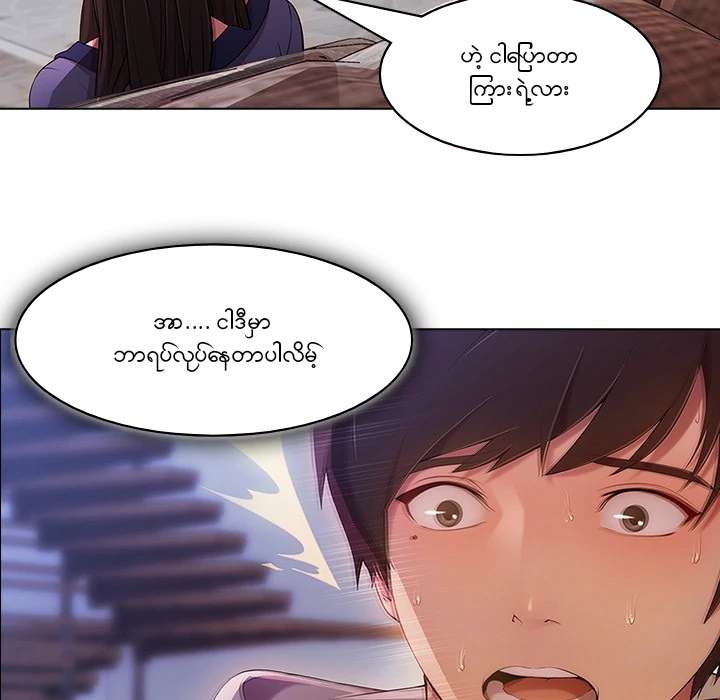 ဟဲ့ ငါပြောတာ
ကြားရဲ့လား
အာ.... ငါဒီမှာ
ဘာရပ်လုပ်နေတာပါလိမ့်